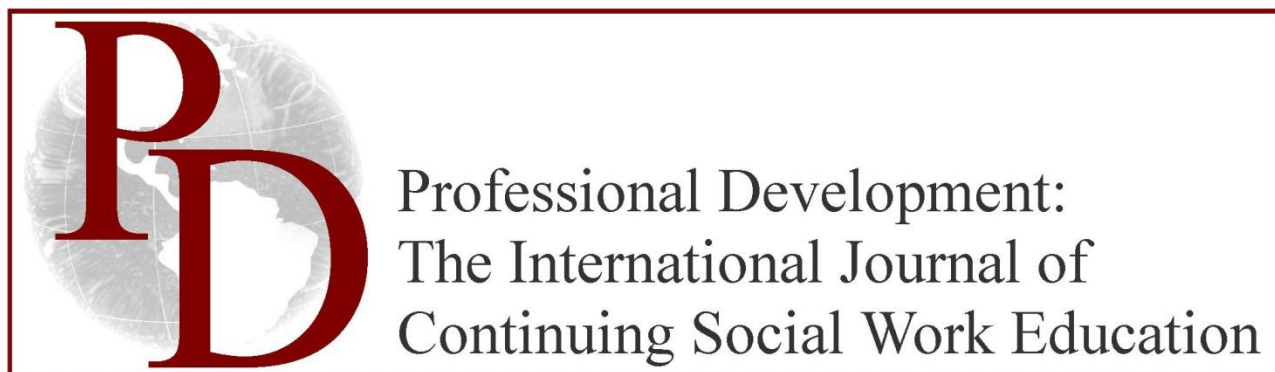 PD
Professional Development:
The International Journal of
Continuing Social Work Education